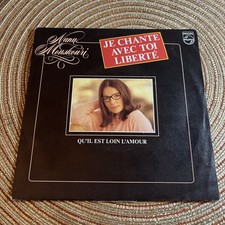 Nana
Mouskouri
JE CHANTE
AVEC TOI
LIBERTÉ
PHILIPS
QU'IL EST LOIN L'AMOUR